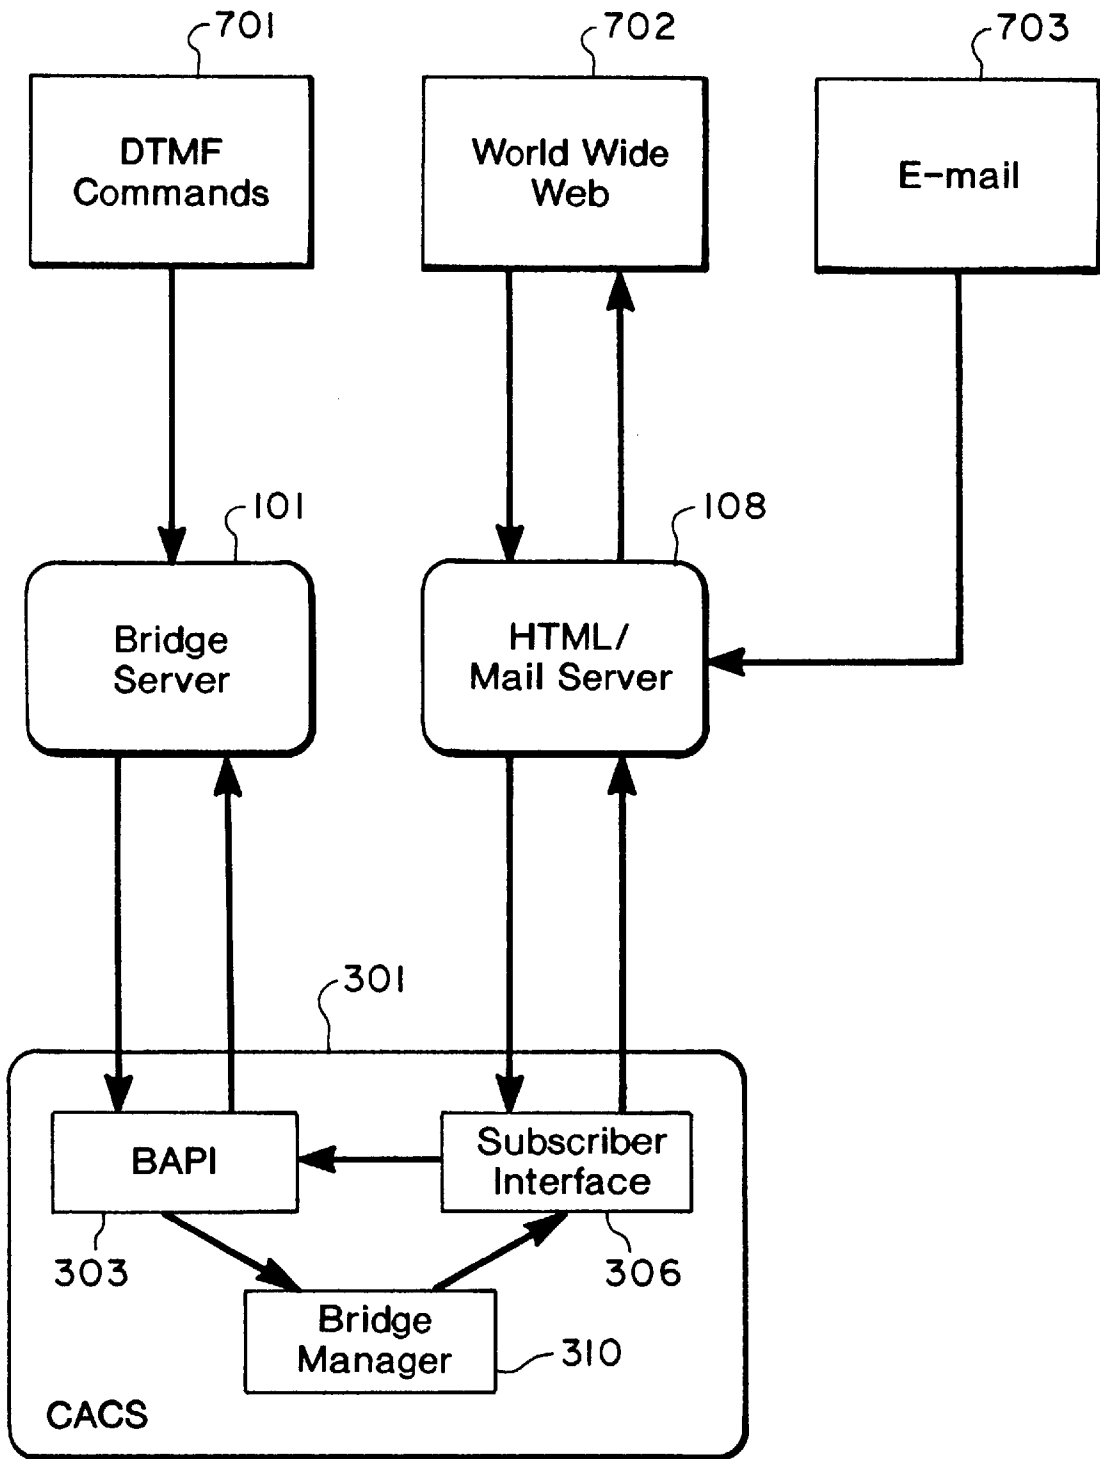 701
702
703
DTMF
Commands
World Wide
Web
E-mail
101
108
Bridge
Server
HTML/
Mail Server
301
BAPI
Subscriber
Interface
303
306
Bridge
Manager
310
CACS